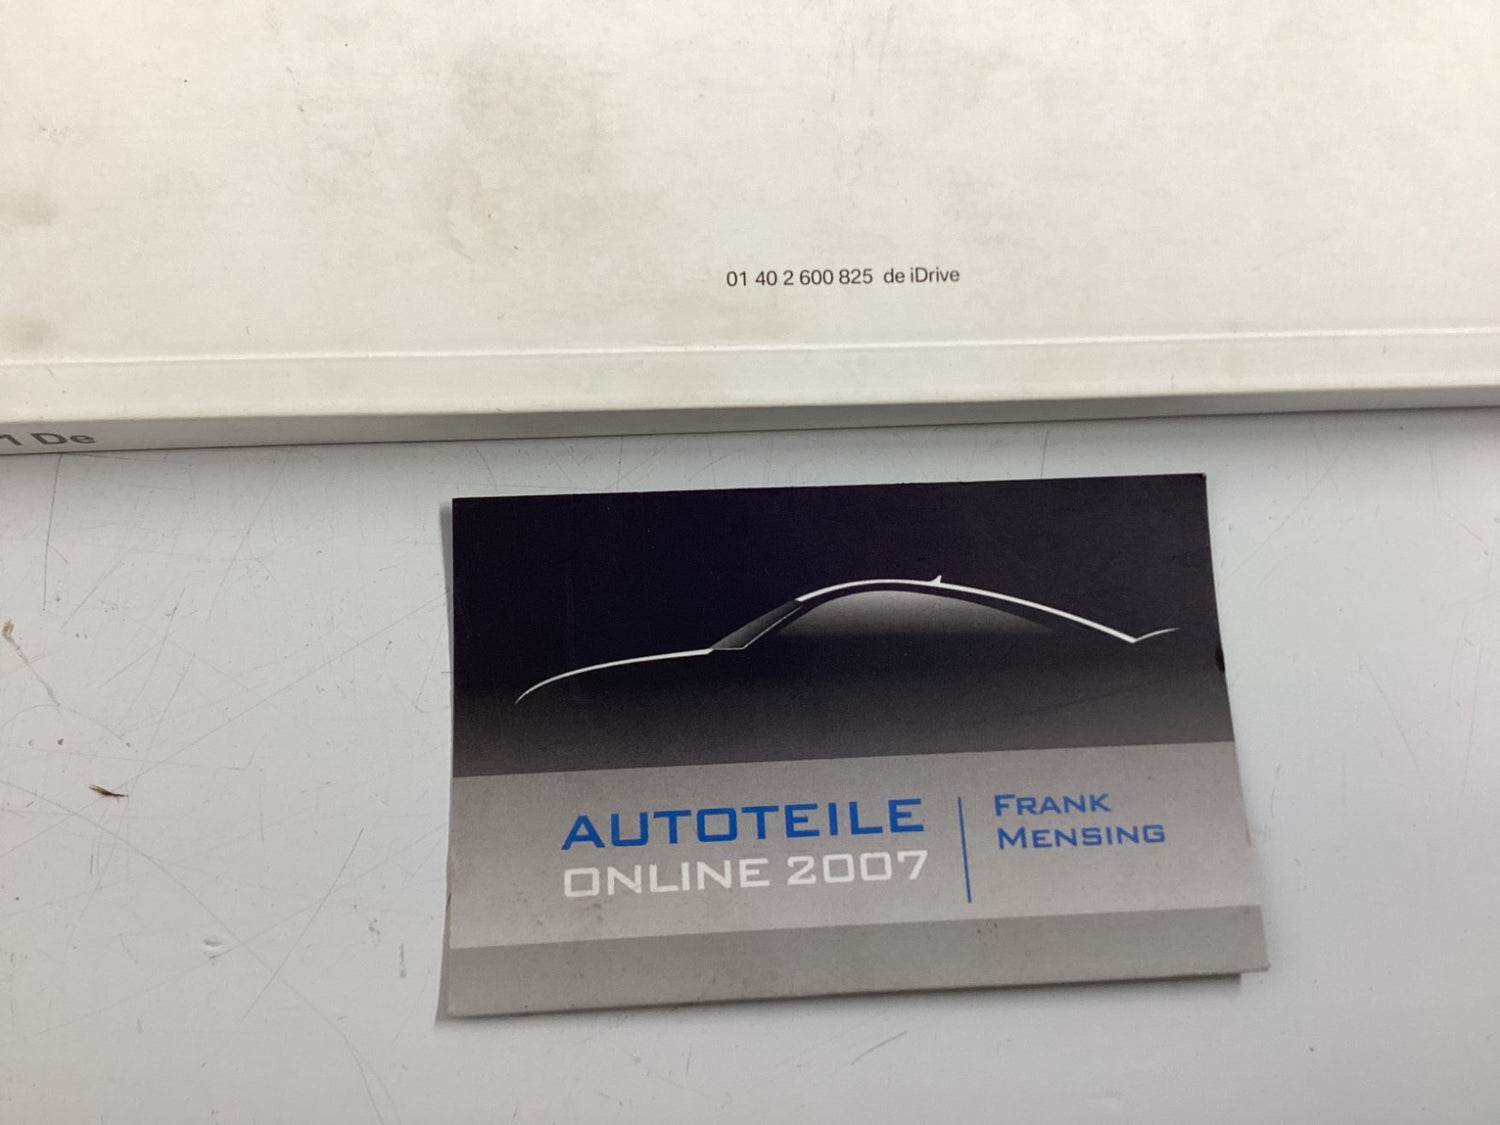 01 40 2 600 825 de iDrive
1 De
AUTOTEILE
ONLINE 2007
FRANK
MENSING